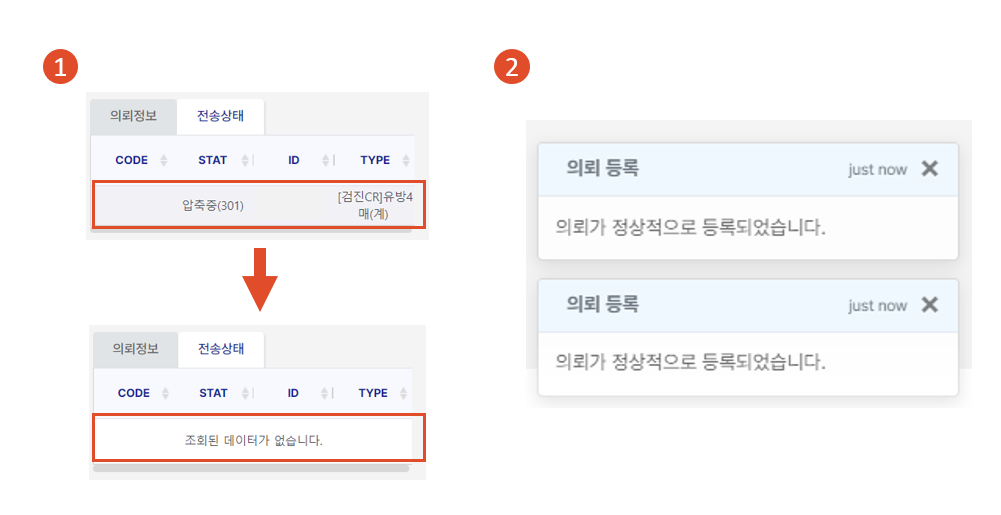 1
의뢰정보 전송상태
CODE STAT ID TYPE
압축중(301) [검진CR]유방4
매(계)
의뢰정보 전송상태
CODE STAT ID TYPE
조회된 데이터가 없습니다.
2
의뢰 등록 just now
의뢰가 정상적으로 등록되었습니다.
의뢰 등록 just now
의뢰가 정상적으로 등록되었습니다.